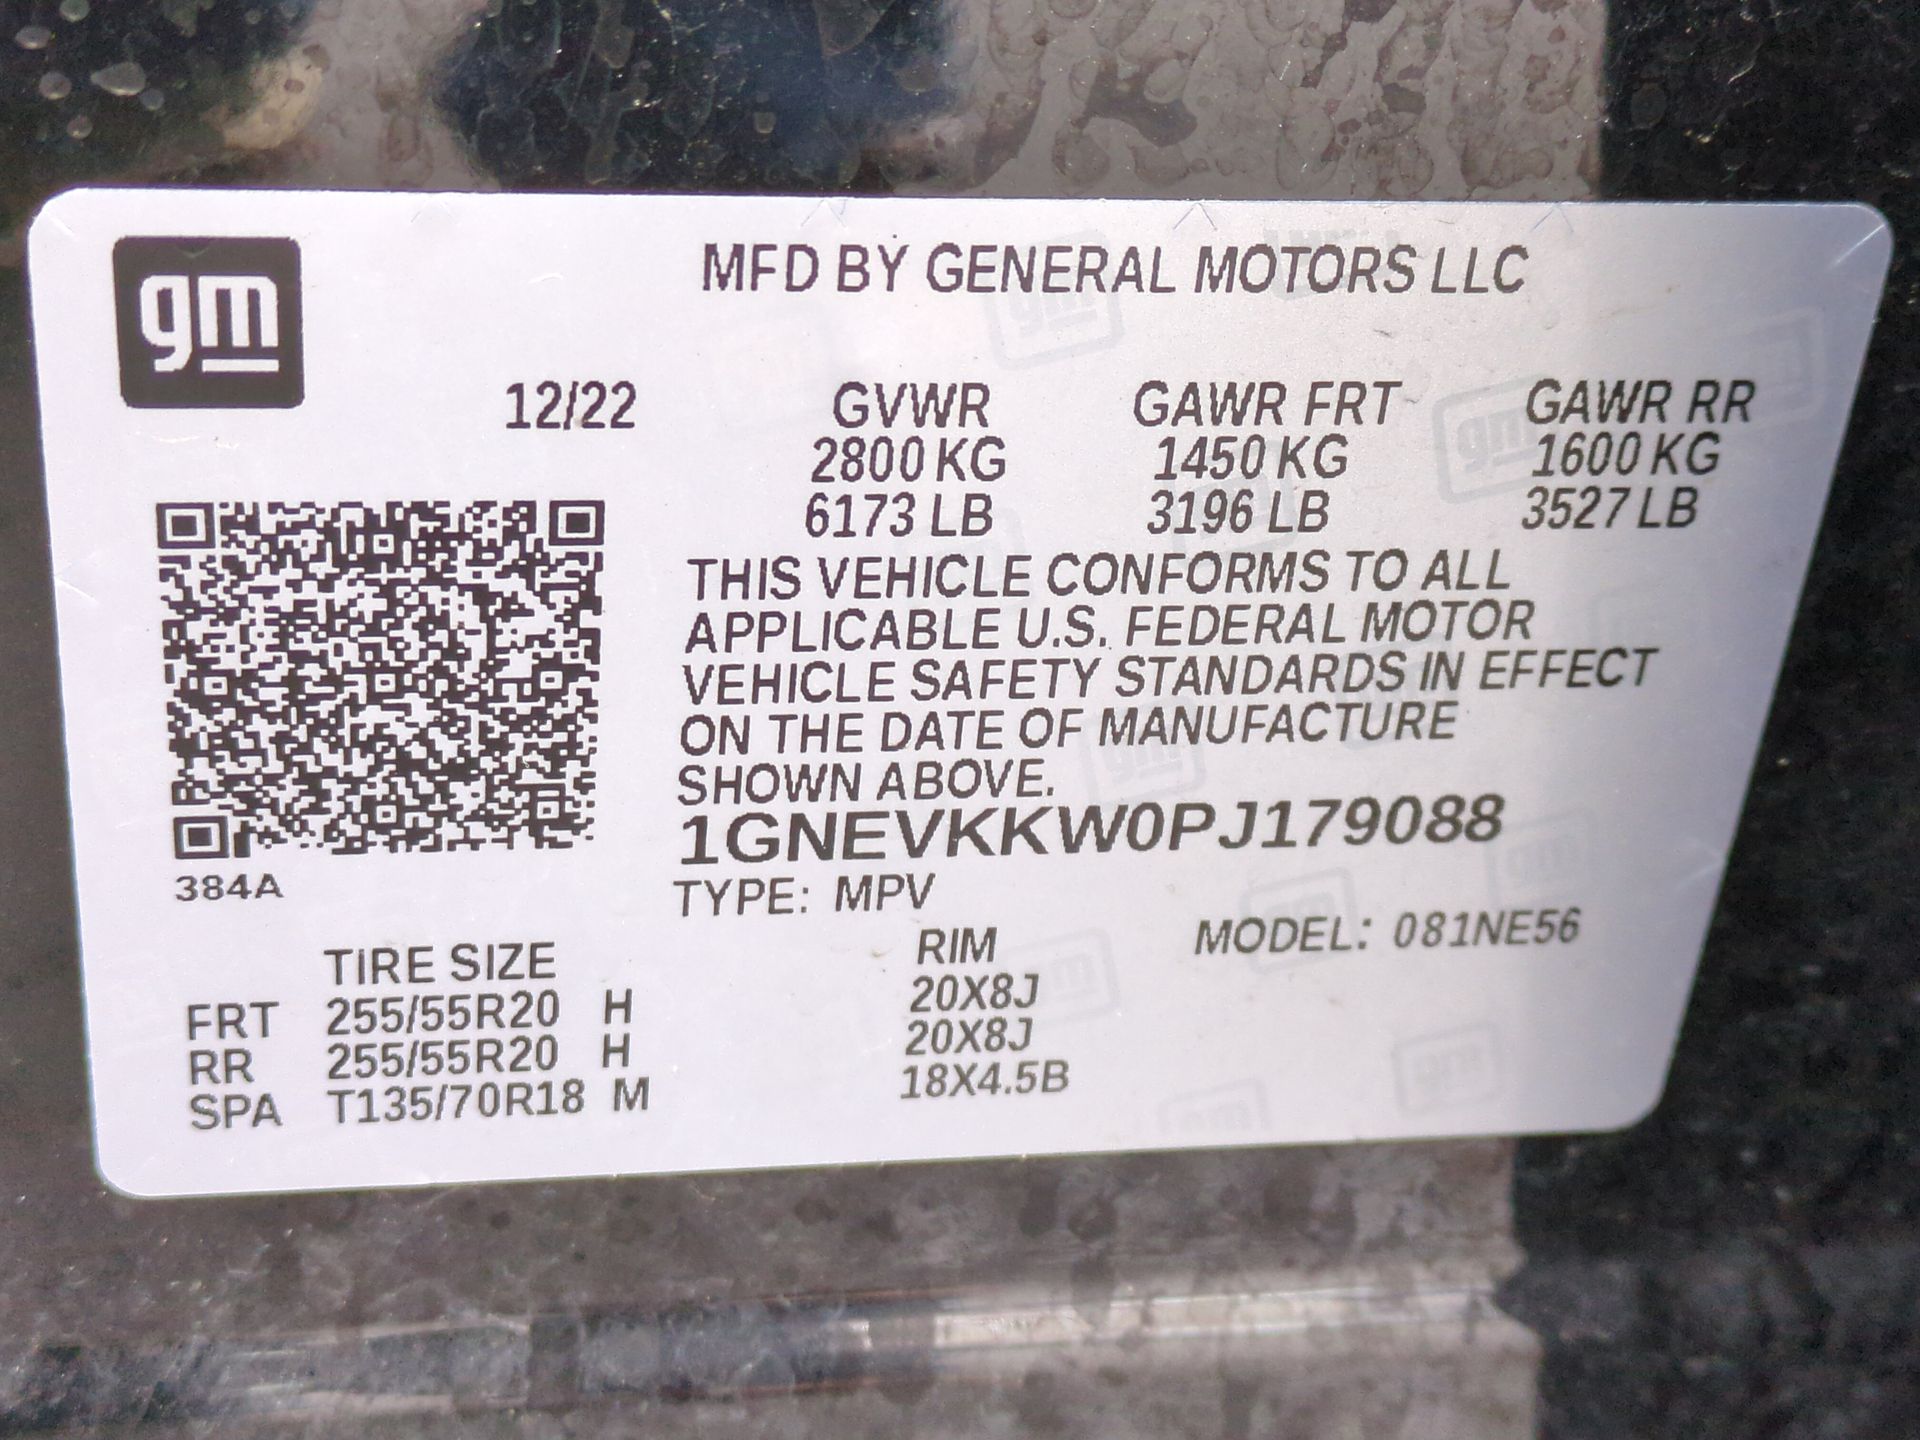 gm
MFD BY GENERAL MOTORS LLC
12/22 GVWR GAWR FRT GAWR RR
2800 KG 1450 KG 1600 KG
6173 LB 3196 LB 3527 LB
THIS VEHICLE CONFORMS TO ALL
APPLICABLE U.S. FEDERAL MOTOR
VEHICLE SAFETY STANDARDS IN EFFECT
ON THE DATE OF MANUFACTURE
SHOWN ABOVE.
1GNEVKKW0PJ179088
384A
TYPE: MPV
MODEL: 081NE56
TIRE SIZE RIM
FRT 255/55R20 H 20X8J
RR 255/55R20 H 20X8J
SPA T135/70R18 M 18X4.5B